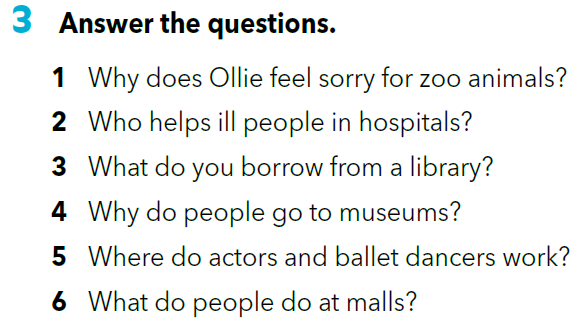 3 Answer the questions.
1 Why does Ollie feel sorry for zoo animals?
2 Who helps ill people in hospitals?
3 What do you borrow from a library?
4 Why do people go to museums?
5 Where do actors and ballet dancers work?
6 What do people do at malls?